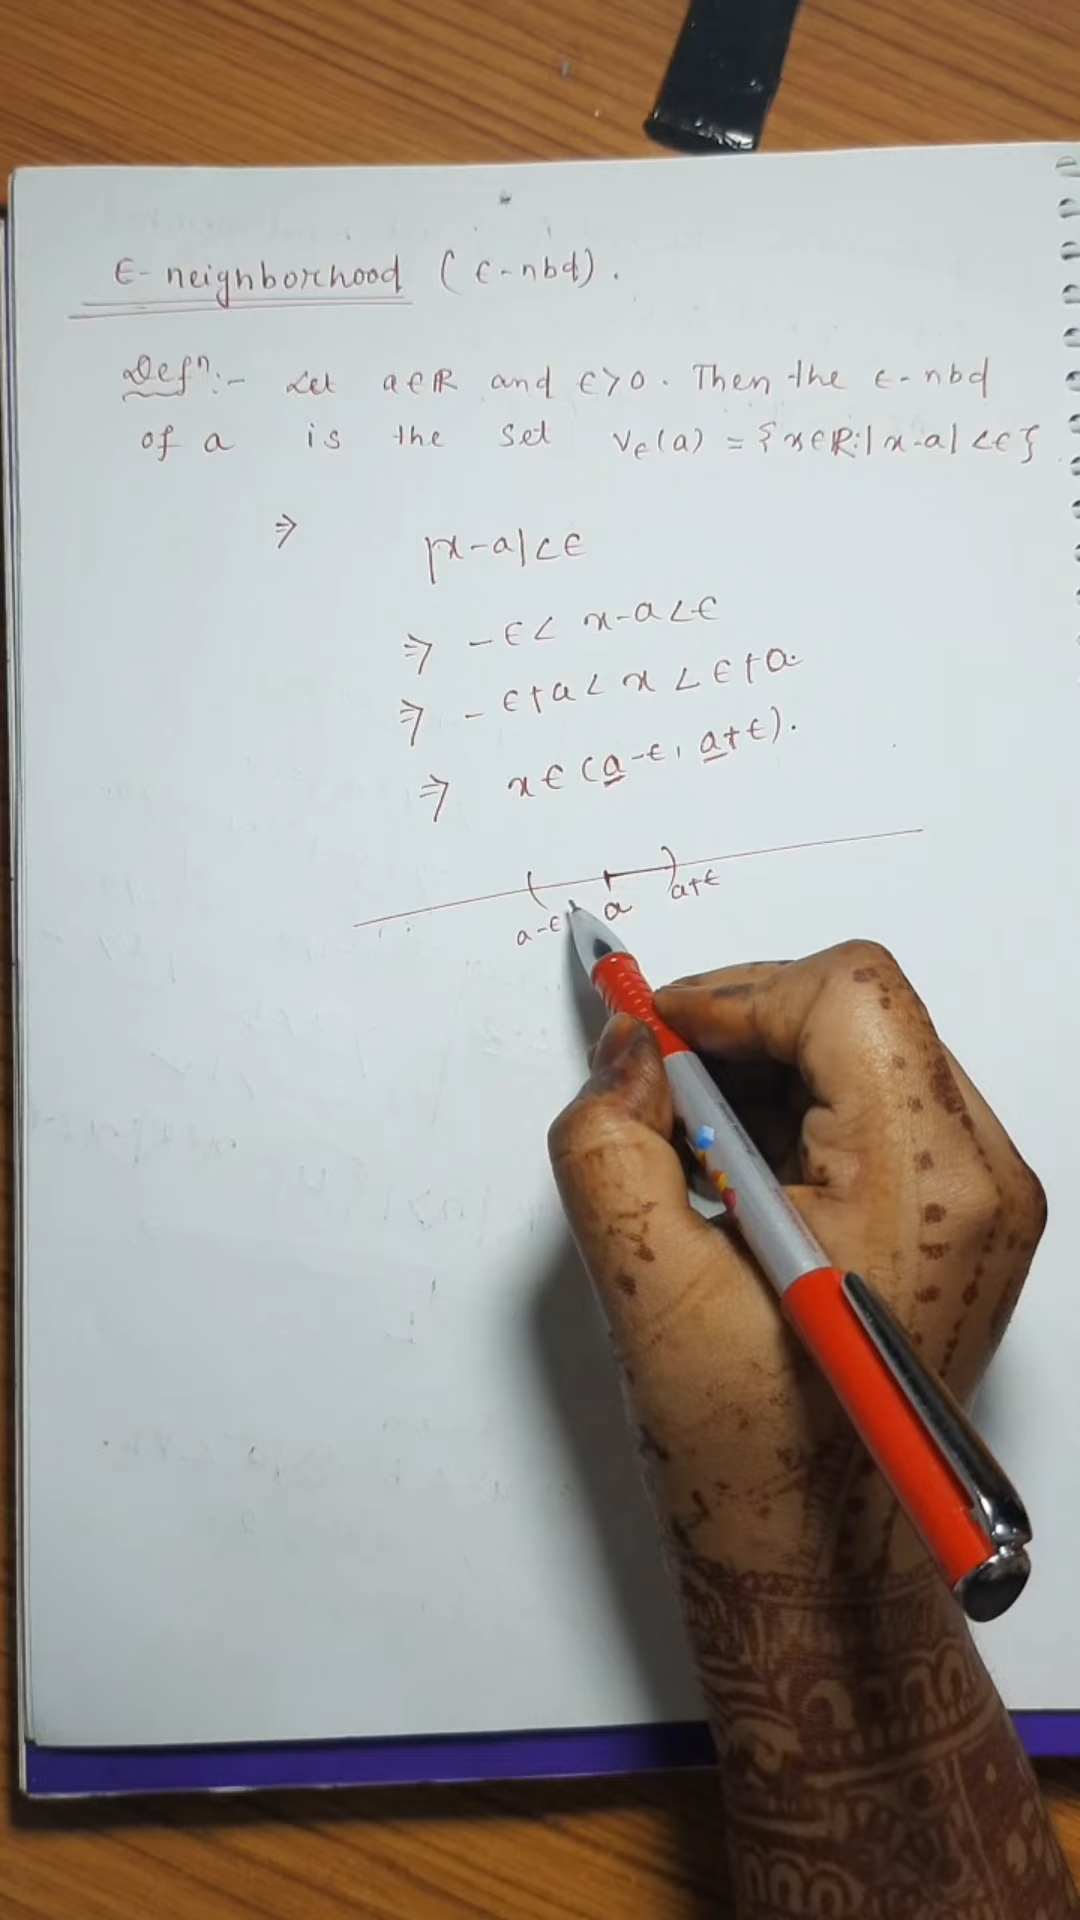 ϵ- neighborhood (ϵ-nbd).
Defⁿ:- Let a∈ℝ and ϵ>0. Then the ϵ-nbd
of a is the set Vϵ(a) = {x∈ℝ:|x-a|<ϵ}
⇒ |x-a|<ϵ
⇒ -ϵ< x-a<ϵ
⇒ -ϵ+a< x <ϵ+a.
⇒ x∈(a-ϵ, a+ϵ).
a-ϵ a a+ϵ